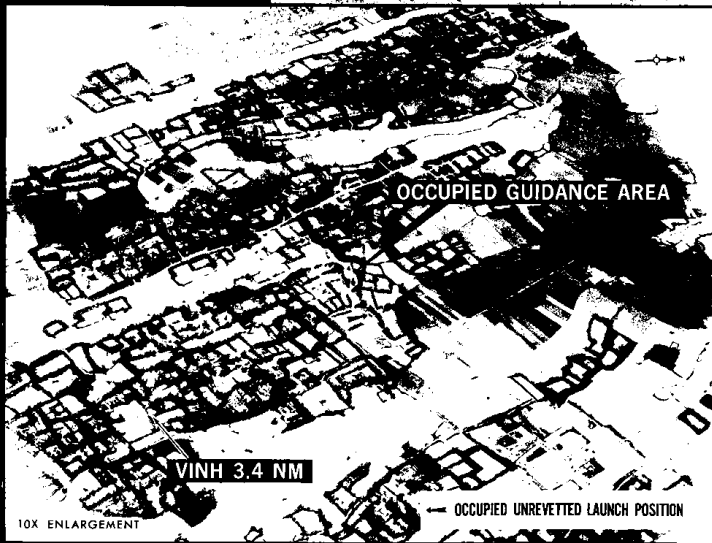 N
OCCUPIED GUIDANCE AREA
VINH 3.4 NM
OCCUPIED UNREVETTED LAUNCH POSITION
10X ENLARGEMENT